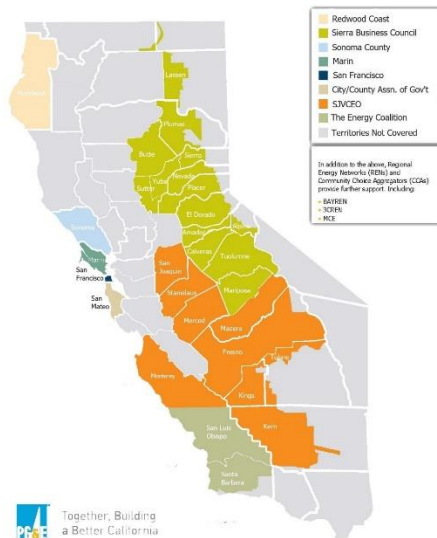 Redwood Coast
Sierra Business Council
Sonoma County
Marin
San Francisco
City/County Assn. of Gov't
SJVCEO
The Energy Coalition
Territories Not Covered
In addition to the above, Regional
Energy Networks (RENs) and
Community Choice Aggregators (CCAs)
provide further support. Including:
• BAYREN
• 3CREN
• MCE
Humboldt
Lassen
Plumas
Butte
Sierra
Nevada
Yuba
Placer
Sutter
El Dorado
Amador
Calveras
Tuolumne
Mariposa
Sonoma
Marin
San
Francisco
San
Mateo
San
Joaquin
Stanislaus
Merced
Madera
Fresno
Tulare
Kings
Monterey
Kern
San Luis
Obispo
Santa
Barbara
PG&E
Together, Building
a Better California